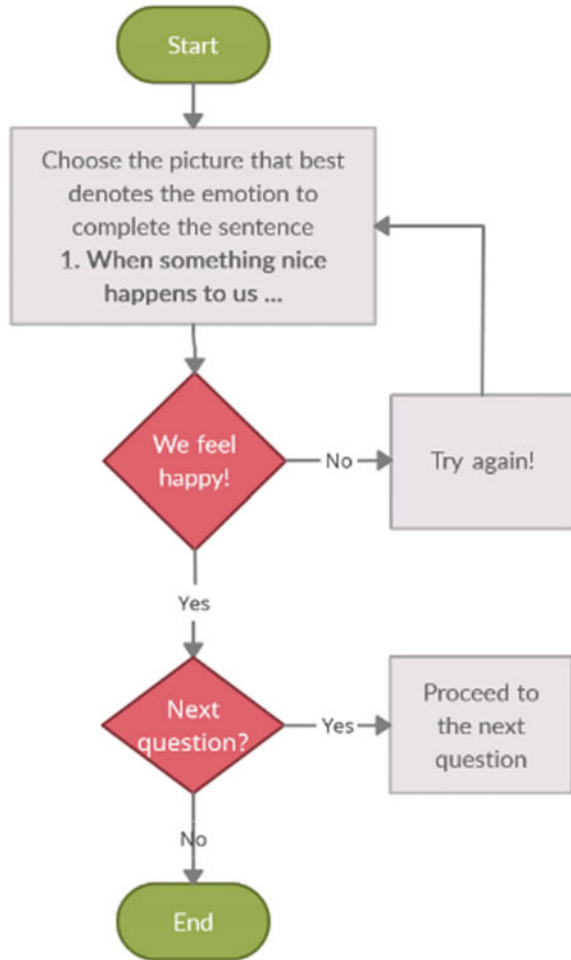 Start
Choose the picture that best
denotes the emotion to
complete the sentence
1. When something nice
happens to us ...
We feel
happy!
No
Try again!
Yes
Next
question?
Yes
Proceed to
the next
question
No
End